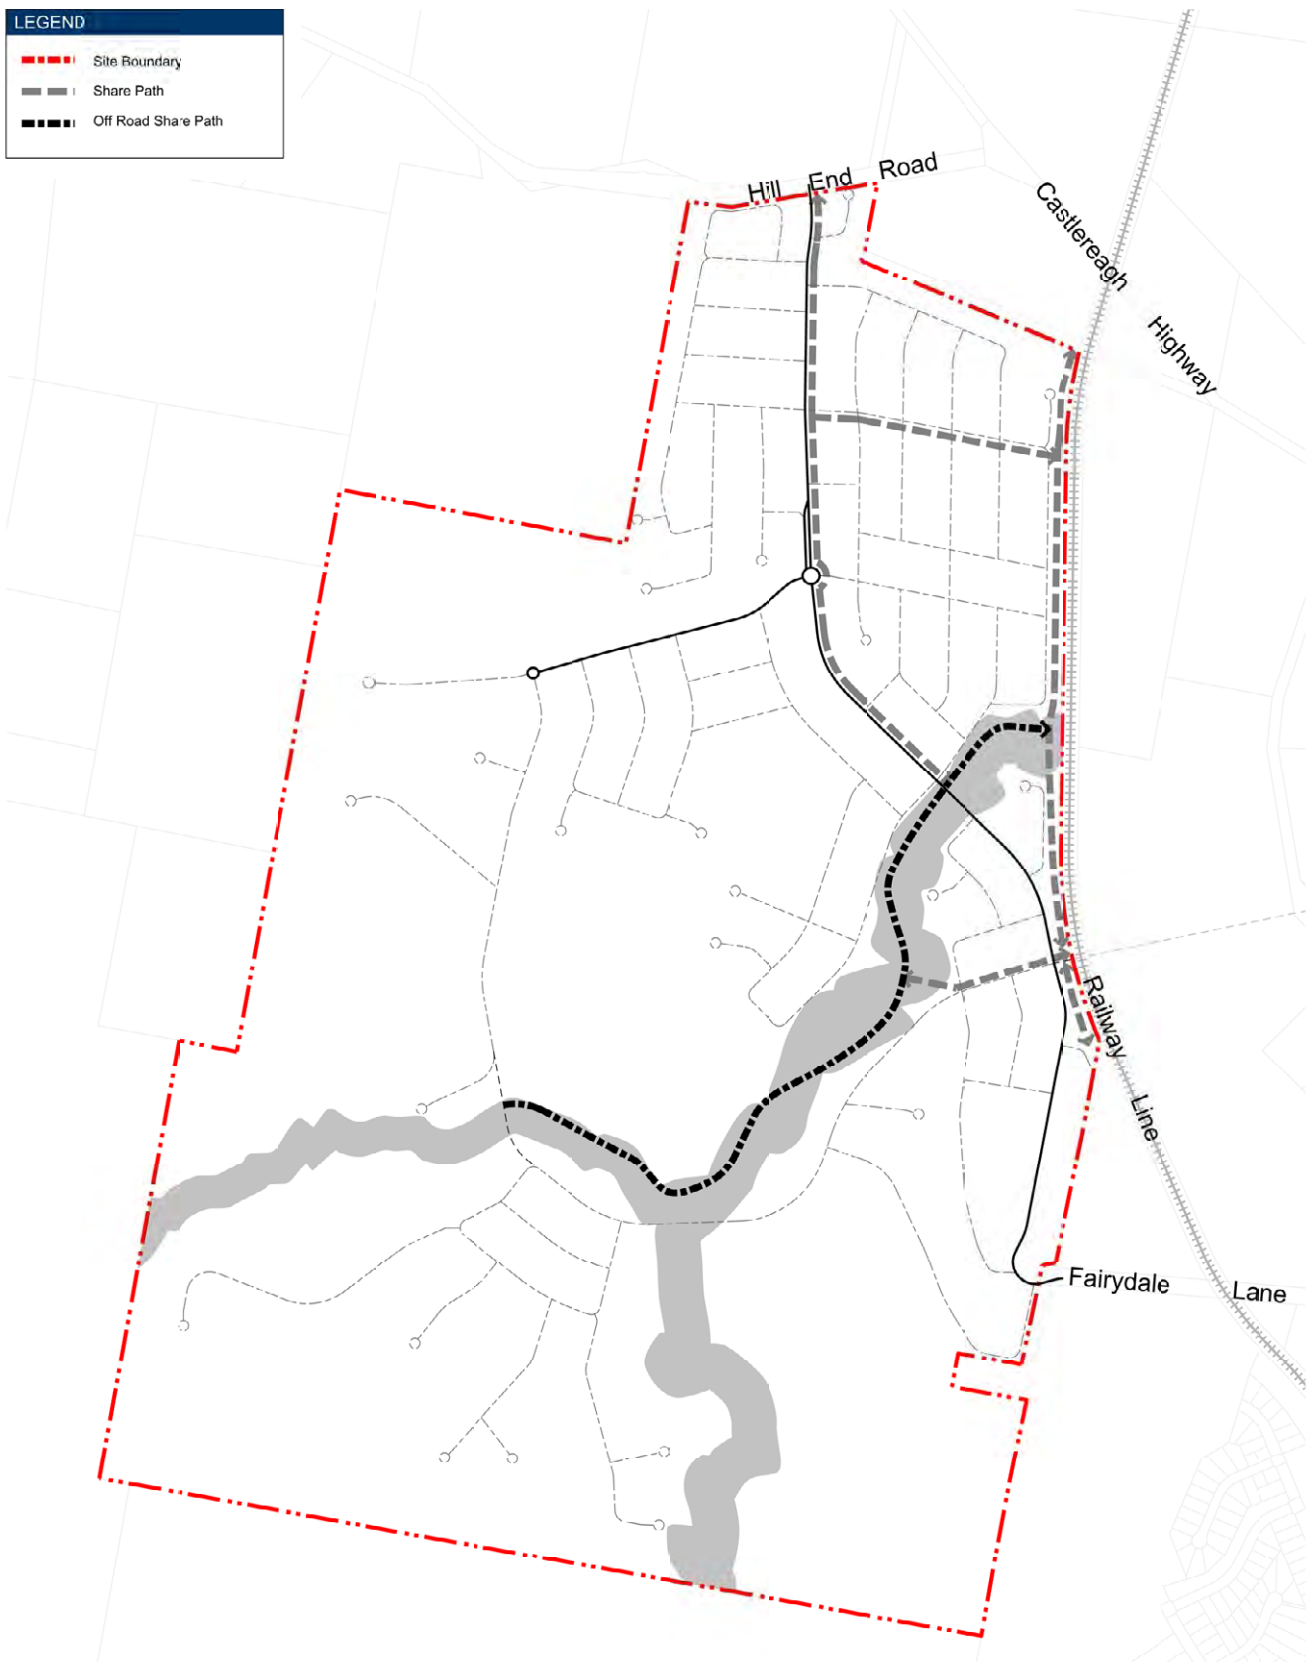 LEGEND
Site Boundary
Share Path
Off Road Share Path
Hill End Road
Castlereagh
Highway
Railway
Line
Fairydale Lane